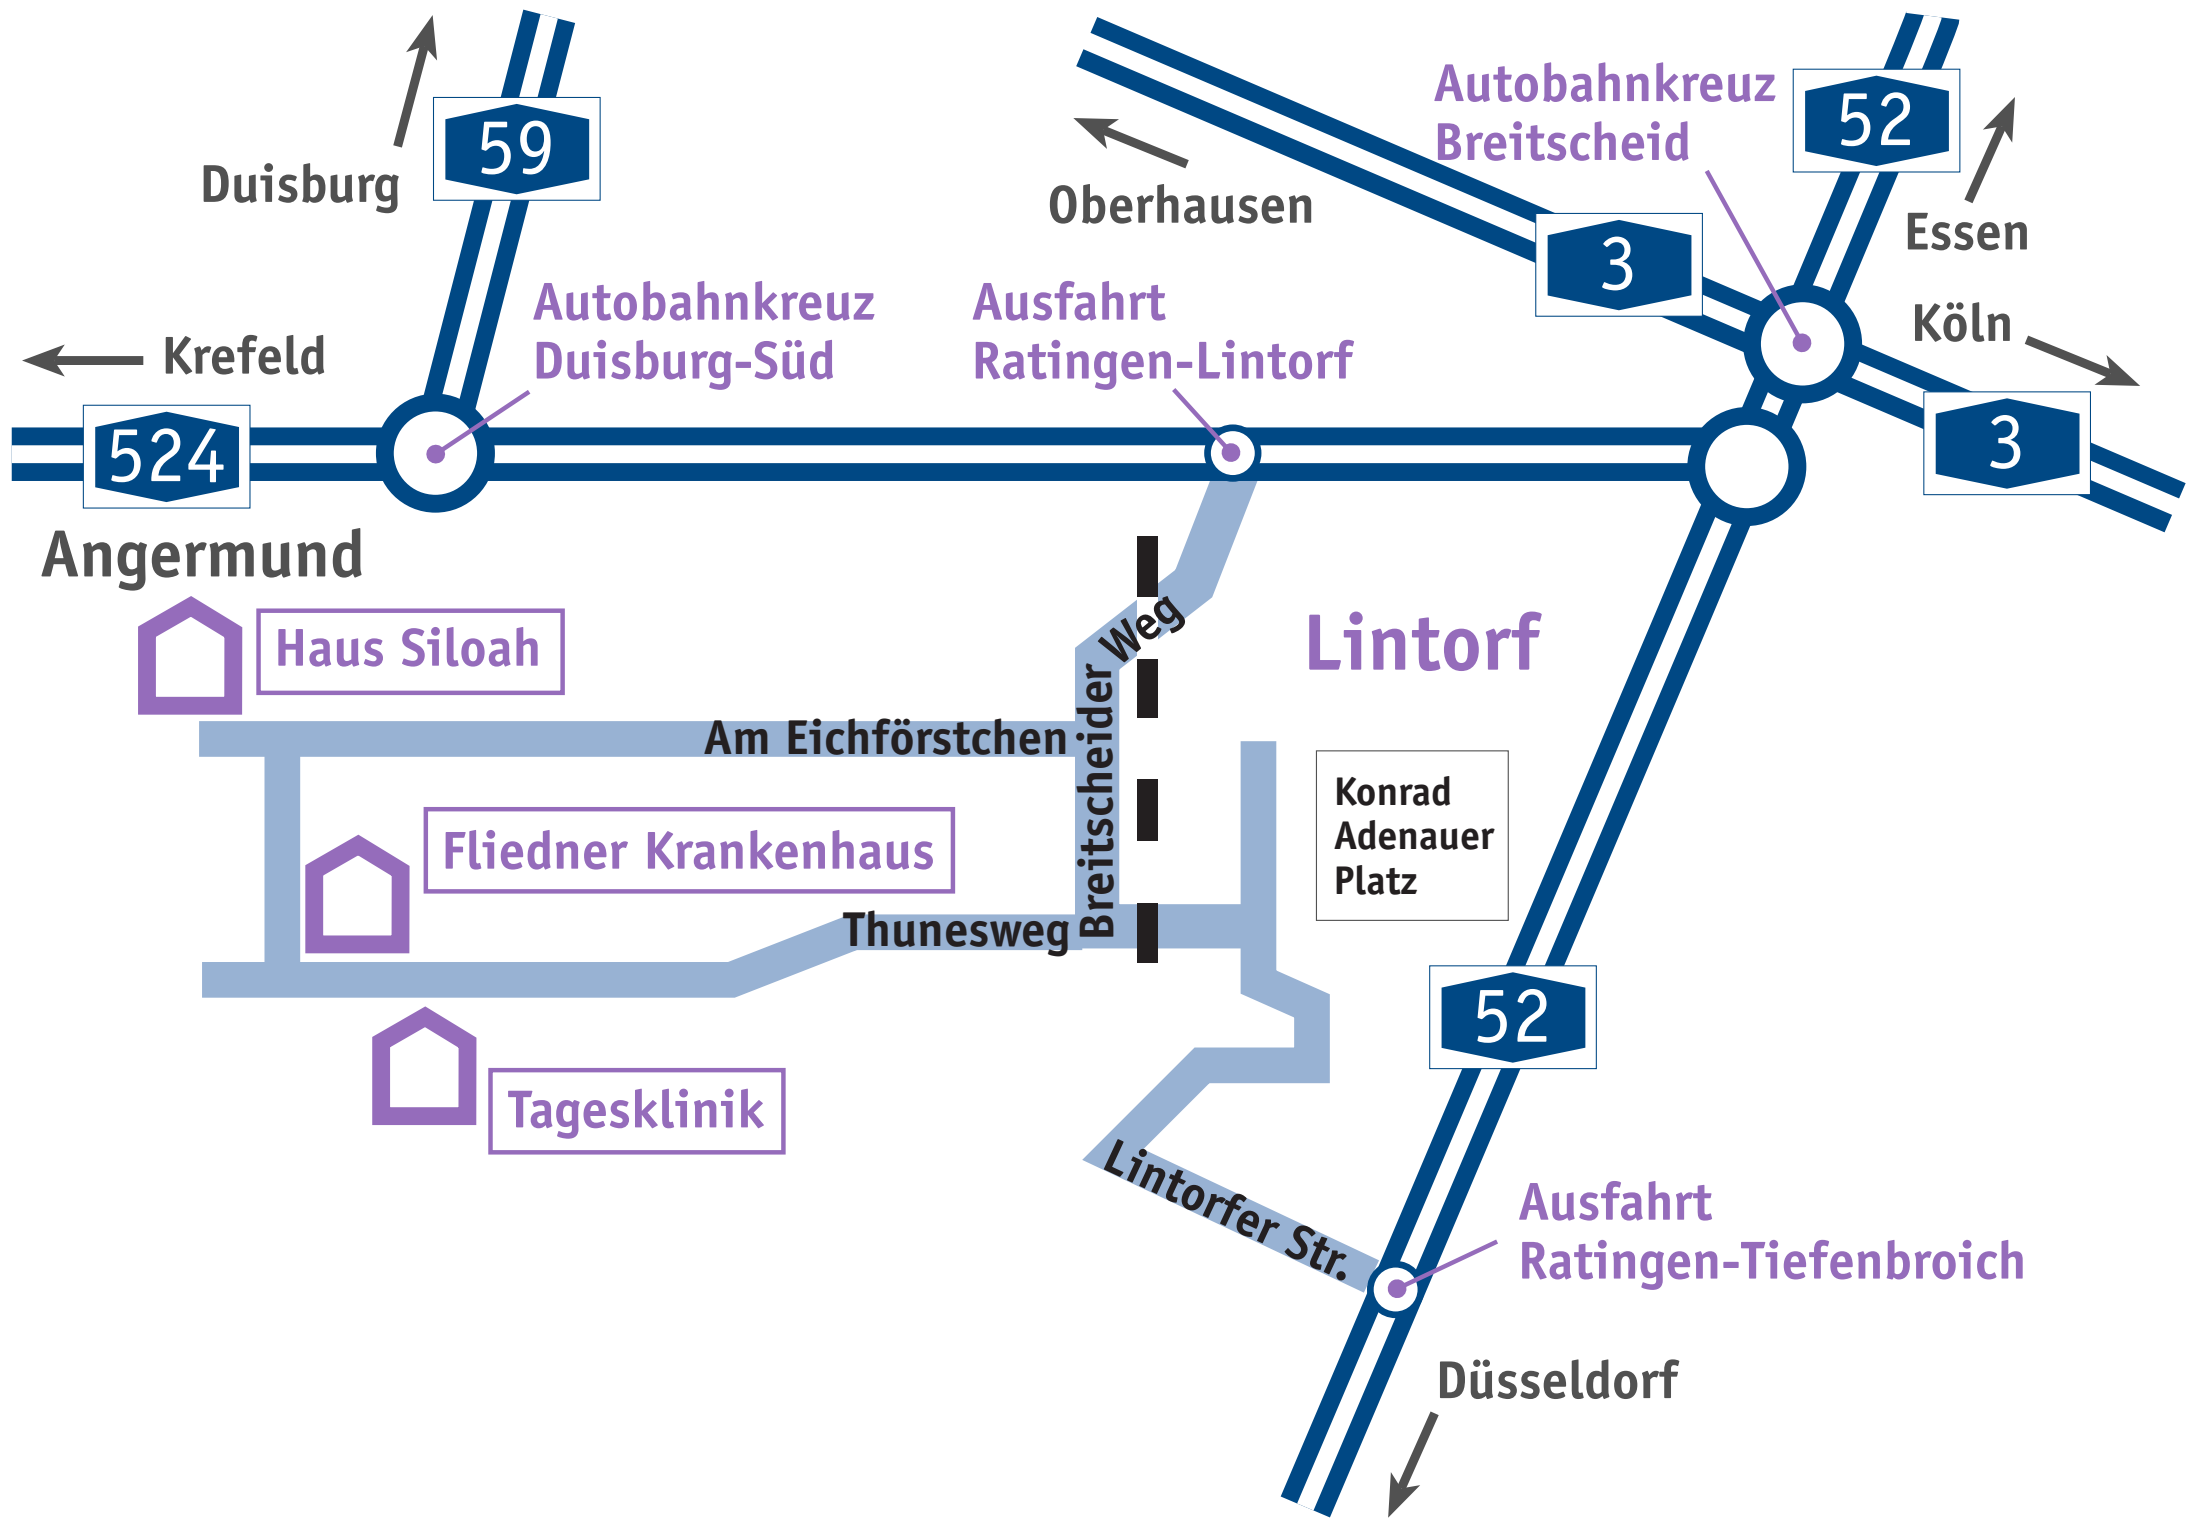 Duisburg
59
Oberhausen
Autobahnkreuz
Breitscheid
52
Essen
3
Köln
3
Krefeld
524
Autobahnkreuz
Duisburg-Süd
Ausfahrt
Ratingen-Lintorf
Angermund
Haus Siloah
Lintorf
Am Eichförstchen
Breitscheider Weg
Fliedner Krankenhaus
Konrad
Adenauer
Platz
Thunesweg
52
Tagesklinik
Lintorfer Str.
Ausfahrt
Ratingen-Tiefenbroich
Düsseldorf